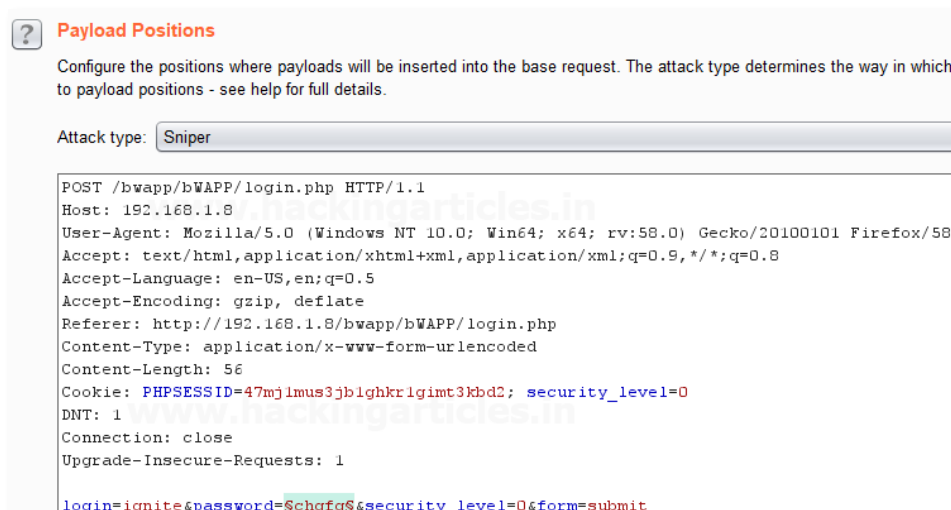 ?
Payload Positions
Configure the positions where payloads will be inserted into the base request. The attack type determines the way in which
to payload positions - see help for full details.
Attack type: Sniper
POST /bwapp/bWAPP/login.php HTTP/1.1
www.hackingarticles.in
Host: 192.168.1.8
User-Agent: Mozilla/5.0 (Windows NT 10.0; Win64; x64; rv:58.0) Gecko/20100101 Firefox/58
Accept: text/html,application/xhtml+xml,application/xml;q=0.9,*/*;q=0.8
Accept-Language: en-US,en;q=0.5
Accept-Encoding: gzip, deflate
Referer: http://192.168.1.8/bwapp/bWAPP/login.php
Content-Type: application/x-www-form-urlencoded
Content-Length: 56
Cookie: PHPSESSID=47mj1mus3jb1ghkr1gimt3kbd2; security_level=0
www.hackingarticles.in
DNT: 1
Connection: close
Upgrade-Insecure-Requests: 1
login=ignite&password=§chgfg§&security_level=0&form=submit